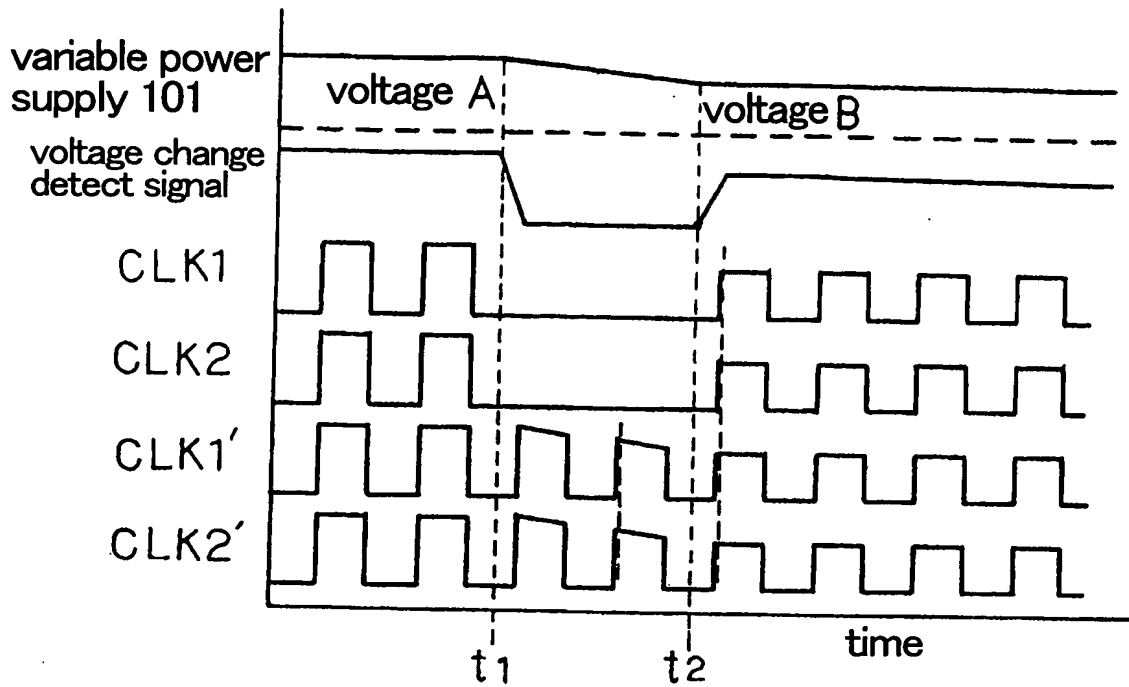 variable power
supply 101
voltage A
voltage B
voltage change
detect signal
CLK1
CLK2
CLK1′
CLK2′
time
t1
t2